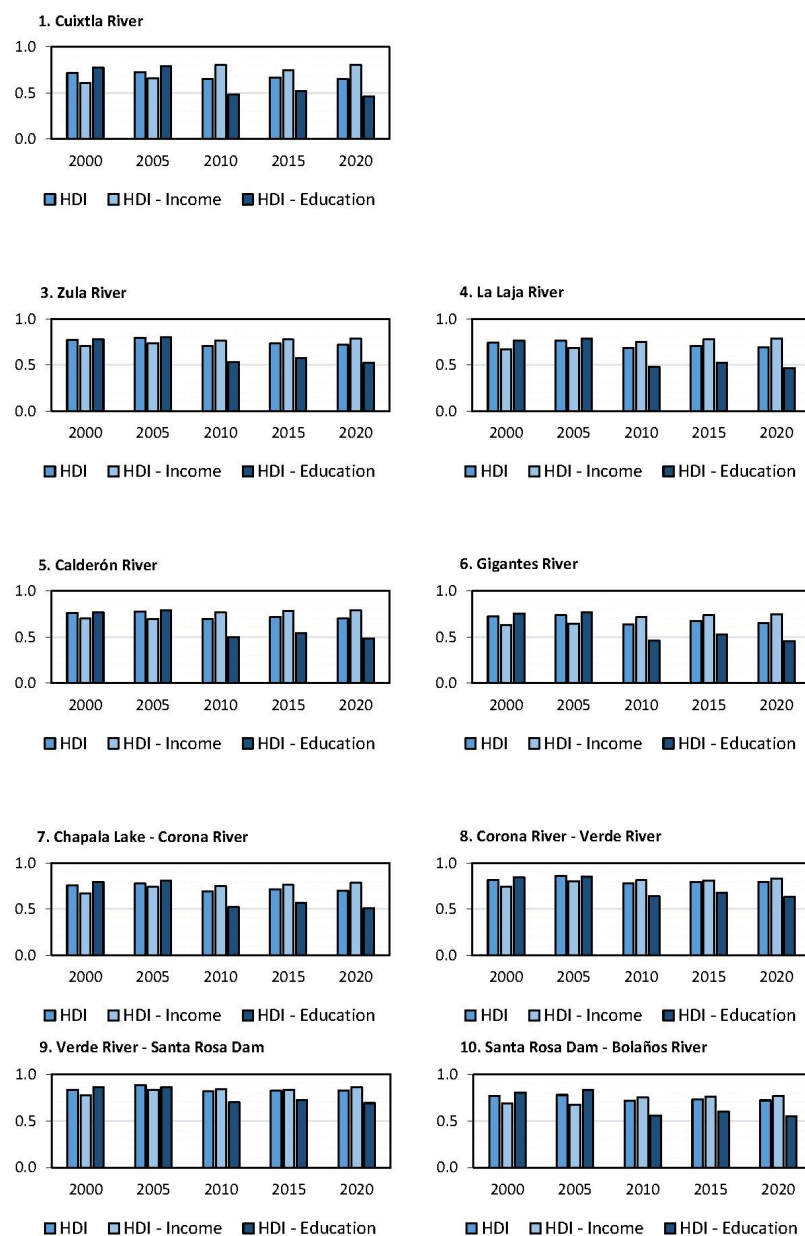 1. Cuixtla River
1.0
0.5
0.0
2000 2005 2010 2015 2020
HDI HDI - Income HDI - Education
3. Zula River
1.0
0.5
0.0
2000 2005 2010 2015 2020
HDI HDI - Income HDI - Education
4. La Laja River
1.0
0.5
0.0
2000 2005 2010 2015 2020
HDI HDI - Income HDI - Education
5. Calderón River
1.0
0.5
0.0
2000 2005 2010 2015 2020
HDI HDI - Income HDI - Education
6. Gigantes River
1.0
0.5
0.0
2000 2005 2010 2015 2020
HDI HDI - Income HDI - Education
7. Chapala Lake - Corona River
1.0
0.5
0.0
2000 2005 2010 2015 2020
HDI HDI - Income HDI - Education
8. Corona River - Verde River
1.0
0.5
0.0
2000 2005 2010 2015 2020
HDI HDI - Income HDI - Education
9. Verde River - Santa Rosa Dam
1.0
0.5
0.0
2000 2005 2010 2015 2020
HDI HDI - Income HDI - Education
10. Santa Rosa Dam - Bolaños River
1.0
0.5
0.0
2000 2005 2010 2015 2020
HDI HDI - Income HDI - Education